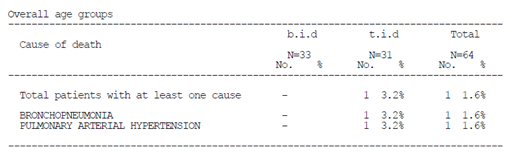 Overall age groups
b.i.d t.i.d Total
Cause of death
N=33 N=31 N=64
No. % No. % No. %
Total patients with at least one cause - 1 3.2% 1 1.6%
BRONCHOPNEUMONIA - 1 3.2% 1 1.6%
PULMONARY ARTERIAL HYPERTENSION - 1 3.2% 1 1.6%